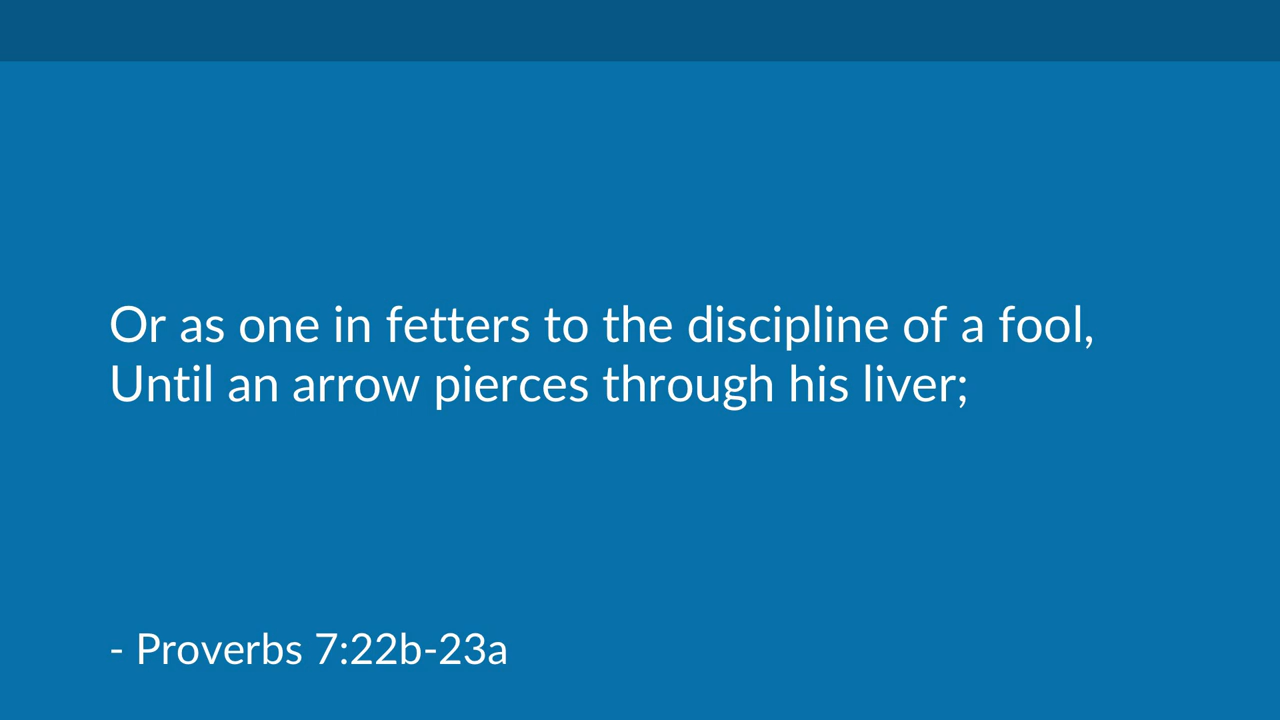 Or as one in fetters to the discipline of a fool,
Until an arrow pierces through his liver;
- Proverbs 7:22b-23a